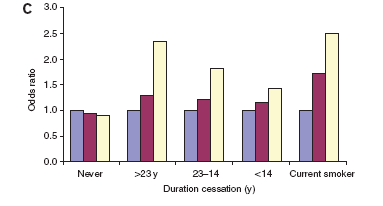 C
Odds ratio
3.0
2.5
2.0
1.5
1.0
0.5
0.0
Never >23 y 23–14 <14 Current smoker
Duration cessation (y)